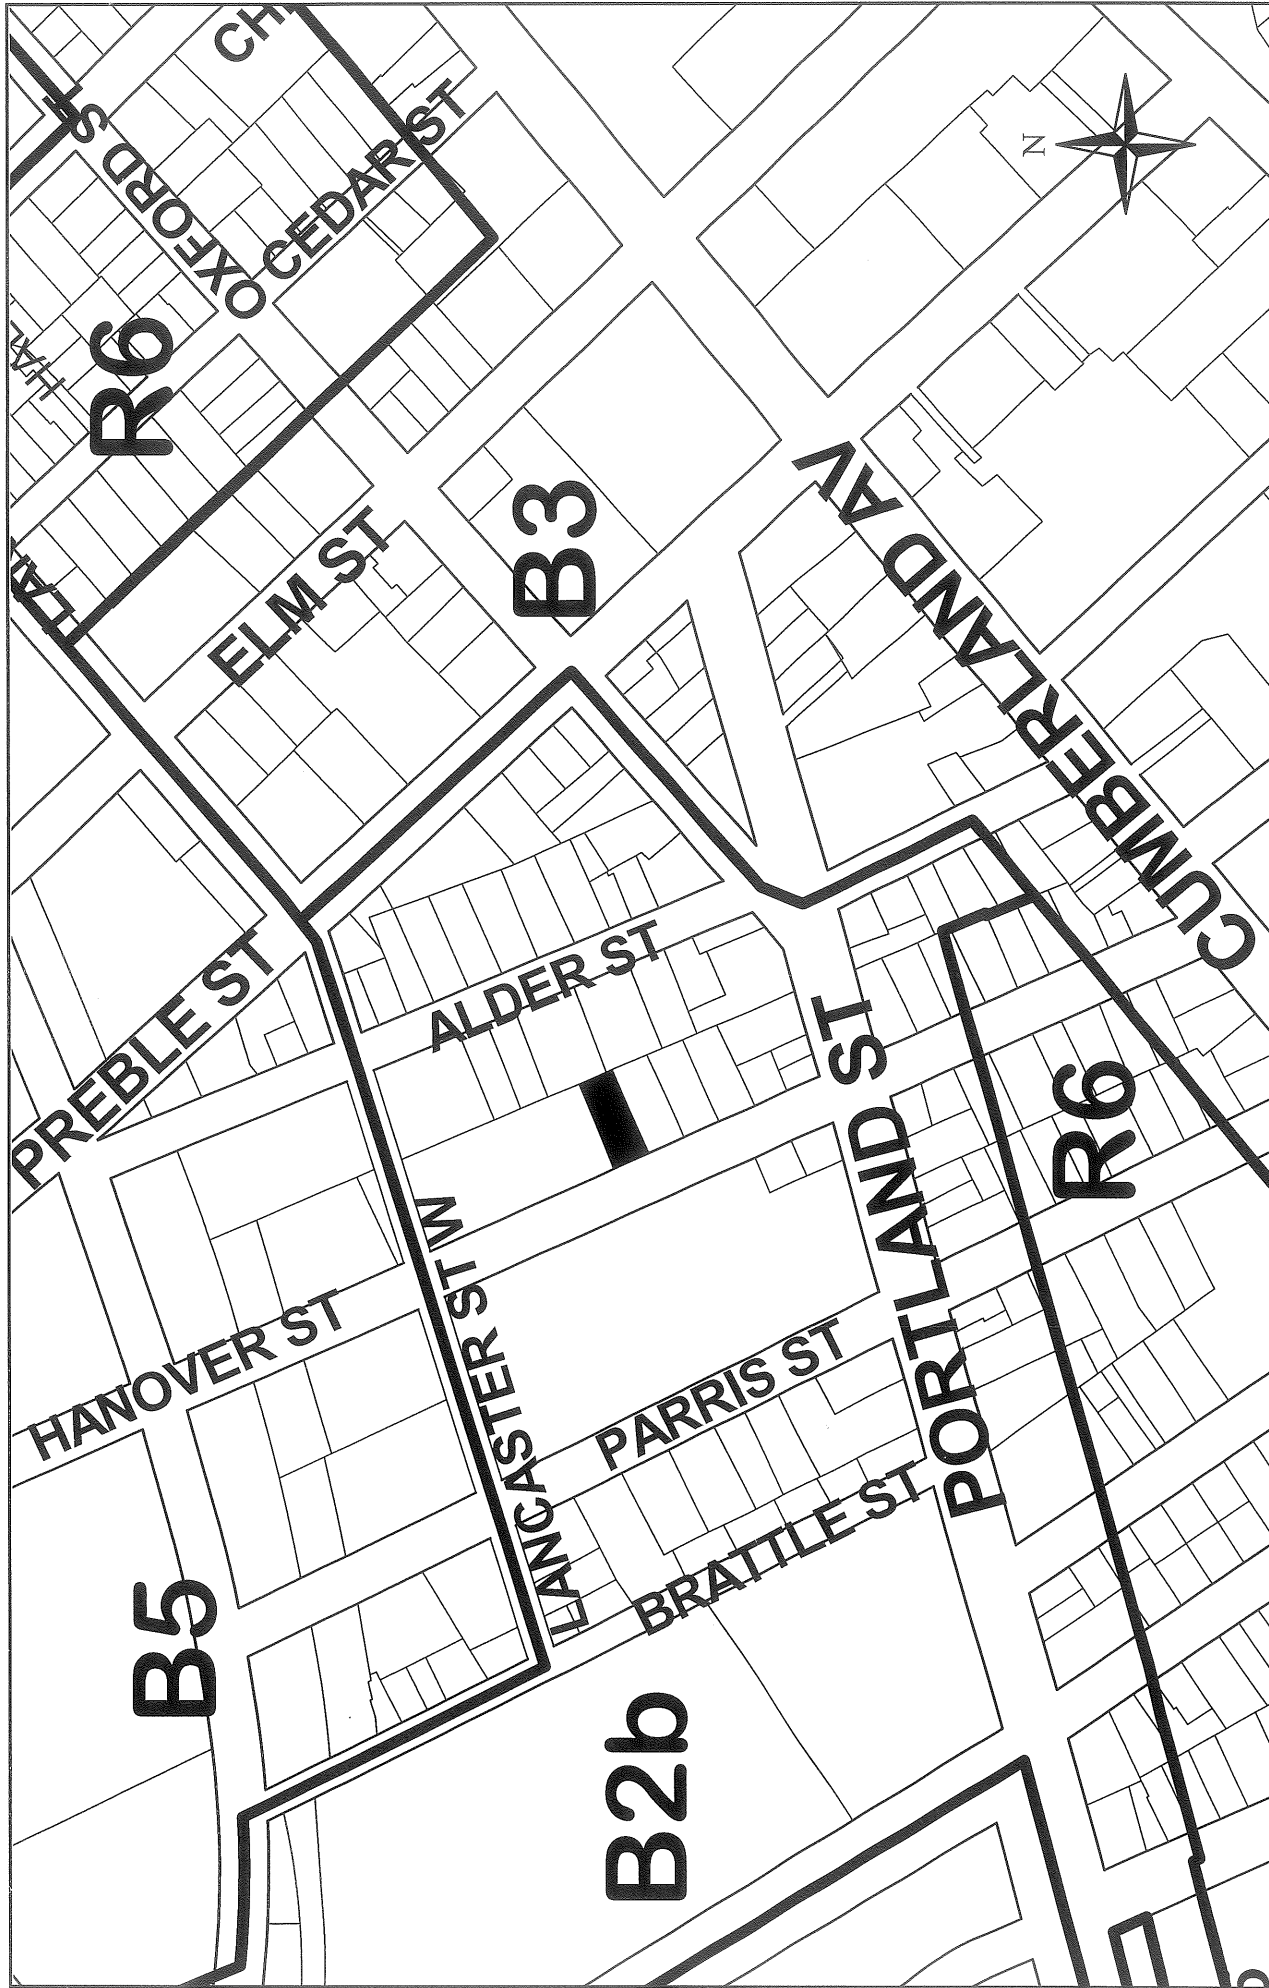 OXFORD ST
CEDAR ST
R6
ELM ST
B3
CUMBERLAND AV
N
PREBLE ST
ALDER ST
PORTLAND ST
R6
HANOVER ST
LANCASTER ST W
PARRIS ST
BRATTLE ST
B5
B2b